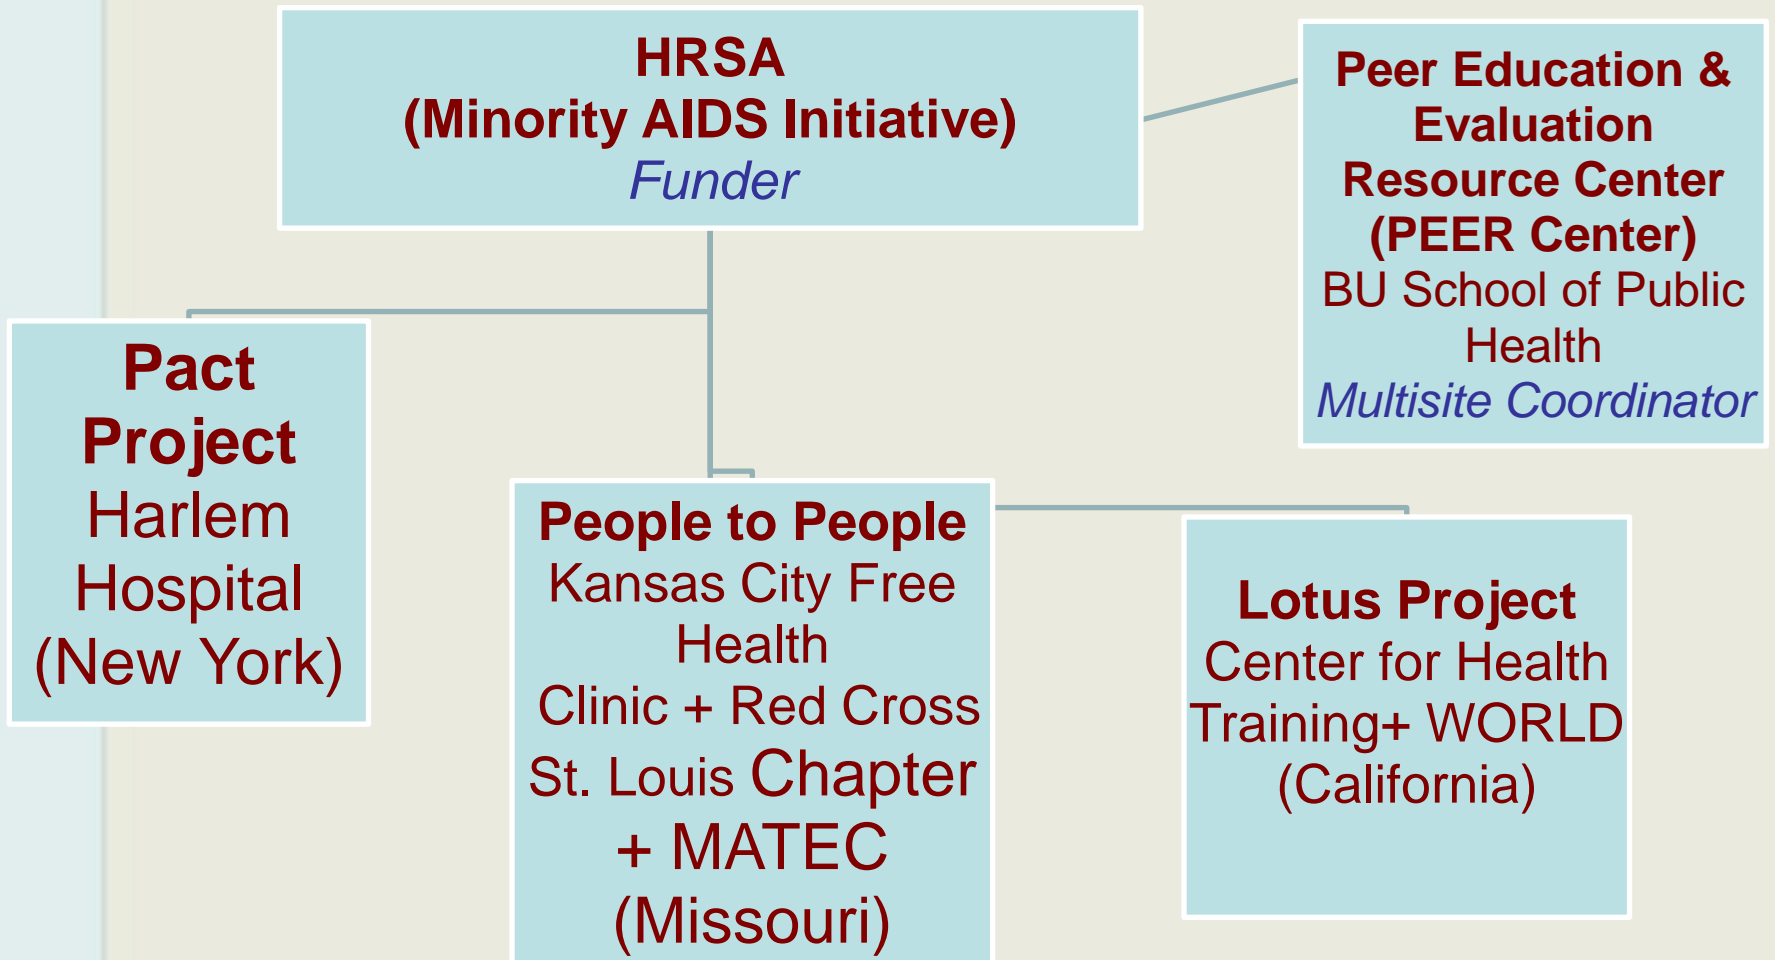 HRSA
(Minority AIDS Initiative)
Funder
Peer Education &
Evaluation
Resource Center
(PEER Center)
BU School of Public
Health
Multisite Coordinator
Pact
Project
Harlem
Hospital
(New York)
People to People
Kansas City Free
Health
Clinic + Red Cross
St. Louis Chapter
+ MATEC
(Missouri)
Lotus Project
Center for Health
Training+ WORLD
(California)